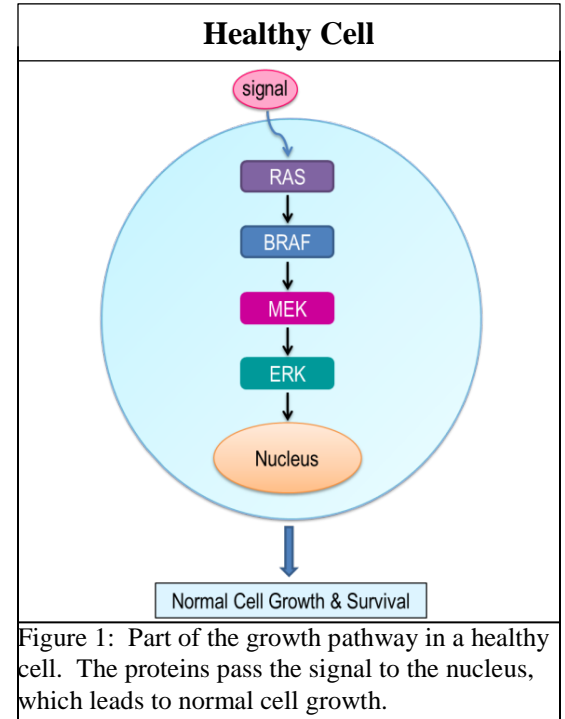 Healthy Cell
signal
RAS
BRAF
MEK
ERK
Nucleus
Normal Cell Growth & Survival
Figure 1: Part of the growth pathway in a healthy
cell. The proteins pass the signal to the nucleus,
which leads to normal cell growth.